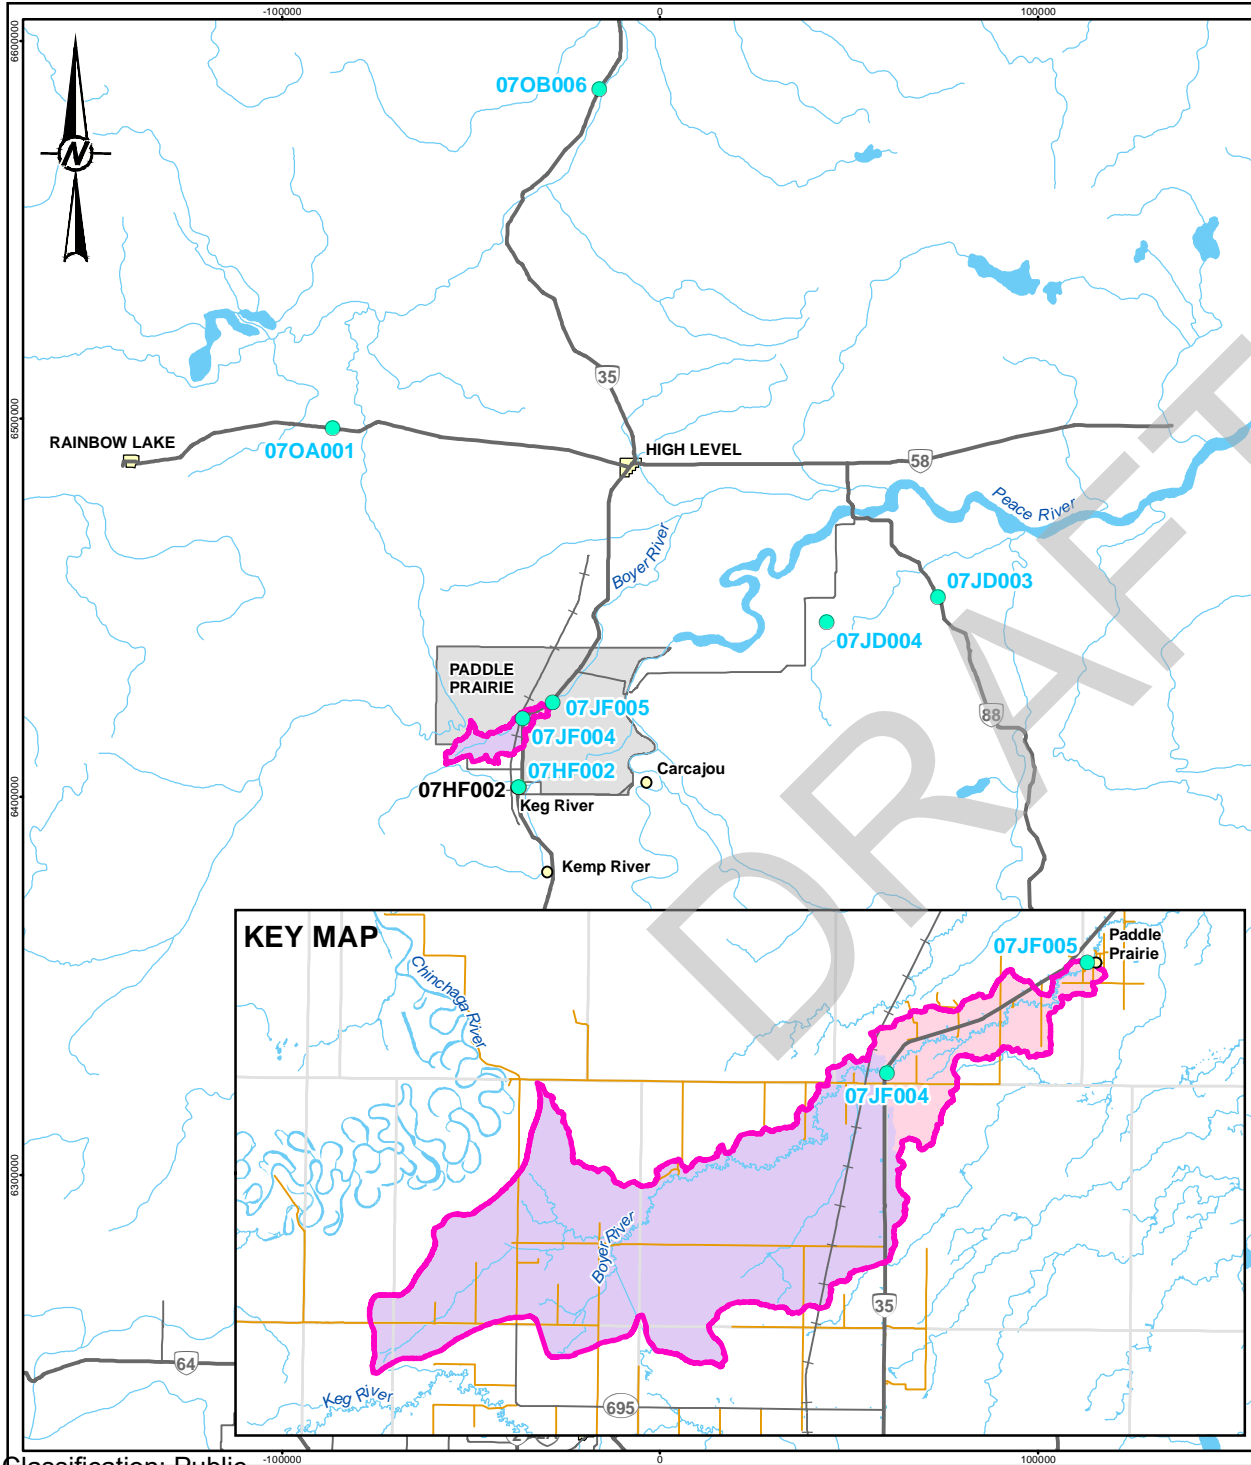 -100000
0
100000
6600000
N
07OB006
35
6500000
RAINBOW LAKE
07OA001
HIGH LEVEL
58
Peace River
Boyer River
07JD003
07JD004
PADDLE
PRAIRIE
07JF005
88
07JF004
07HF002
Carcajou
07HF002
Keg River
6400000
Kemp River
DRAFT
KEY MAP
07JF005
Paddle
Prairie
Chinchaga River
07JF004
6300000
Boyer River
35
64
Keg River
695
-100000
0
100000
Classification: Public